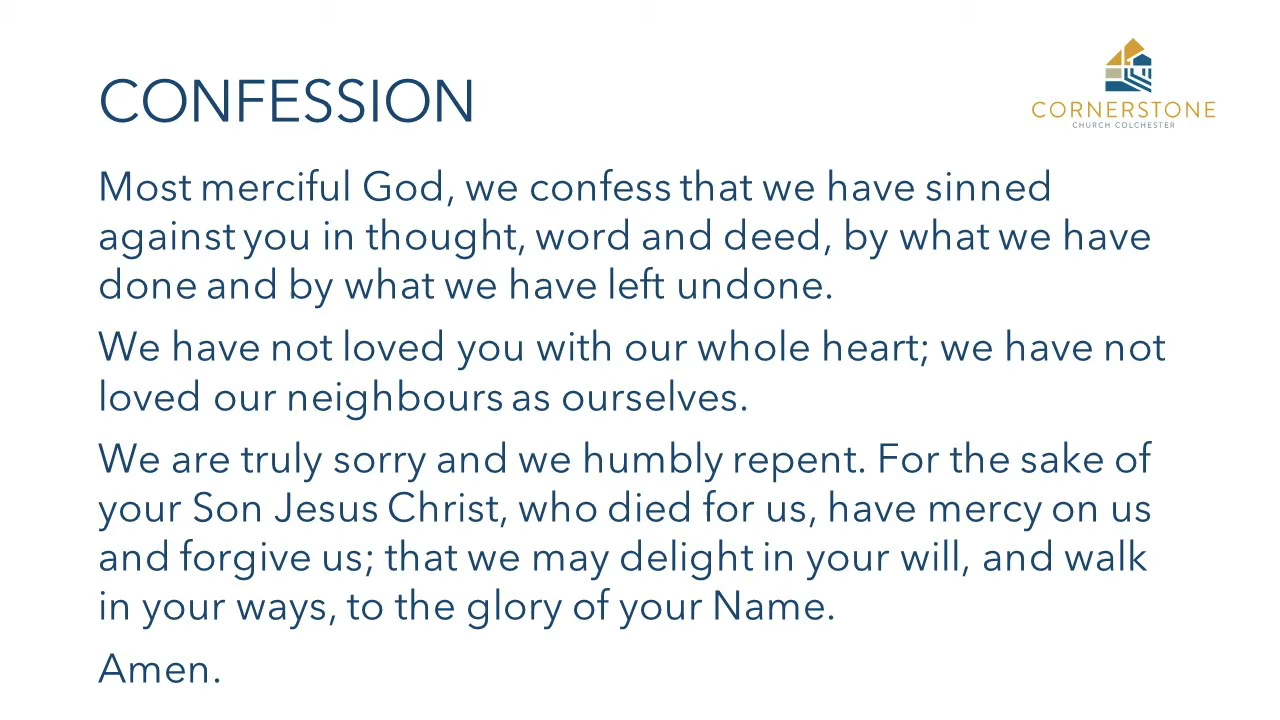 CONFESSION
CORNERSTONE
CHURCH COLCHESTER
Most merciful God, we confess that we have sinned
against you in thought, word and deed, by what we have
done and by what we have left undone.
We have not loved you with our whole heart; we have not
loved our neighbours as ourselves.
We are truly sorry and we humbly repent. For the sake of
your Son Jesus Christ, who died for us, have mercy on us
and forgive us; that we may delight in your will, and walk
in your ways, to the glory of your Name.
Amen.